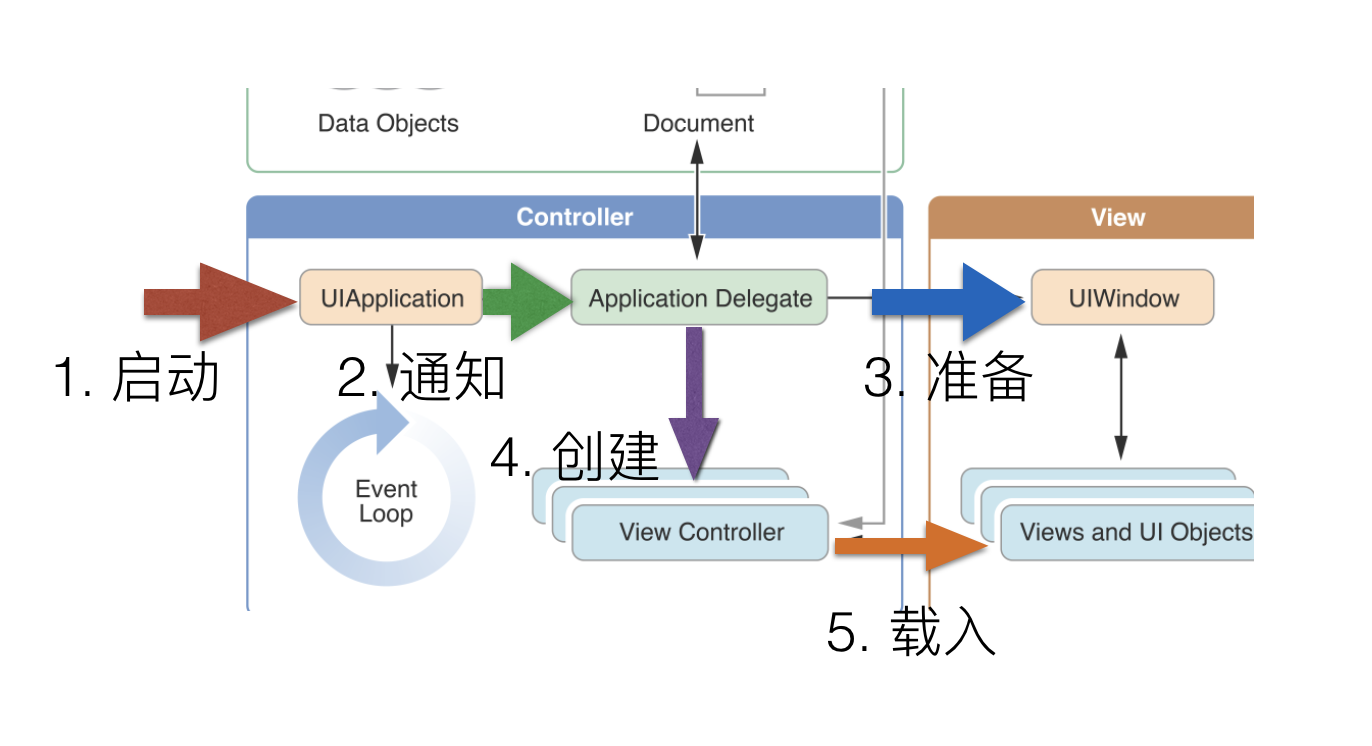 Data Objects
Document
Controller
View
UIApplication
Application Delegate
UIWindow
1. 启动
2. 通知
3. 准备
4. 创建
Event
Loop
View Controller
Views and UI Objects
5. 载入